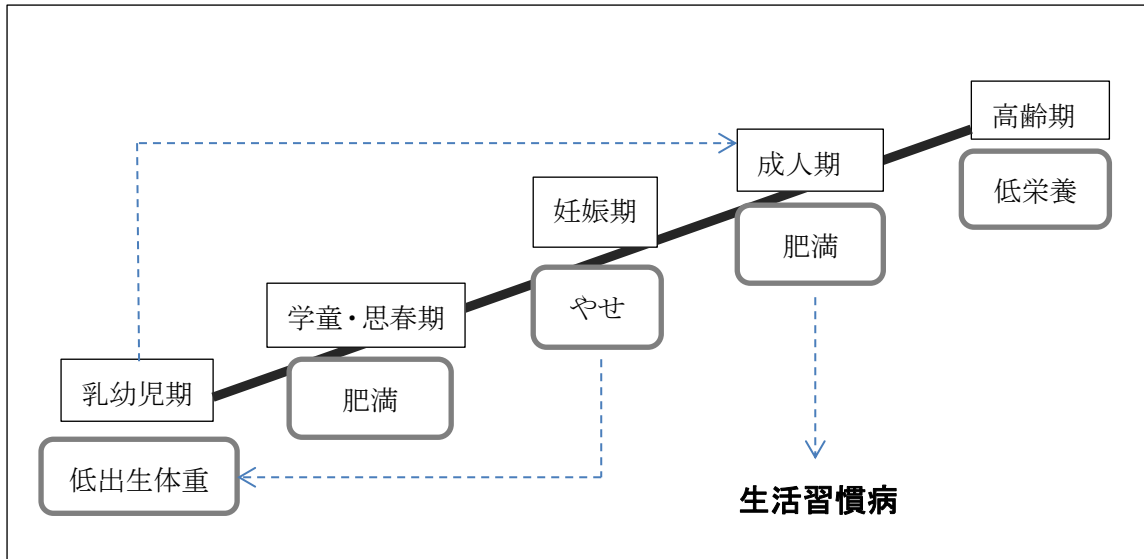 高齢期
低栄養
成人期
肥満
妊娠期
やせ
学童・思春期
肥満
乳幼児期
低出生体重
生活習慣病